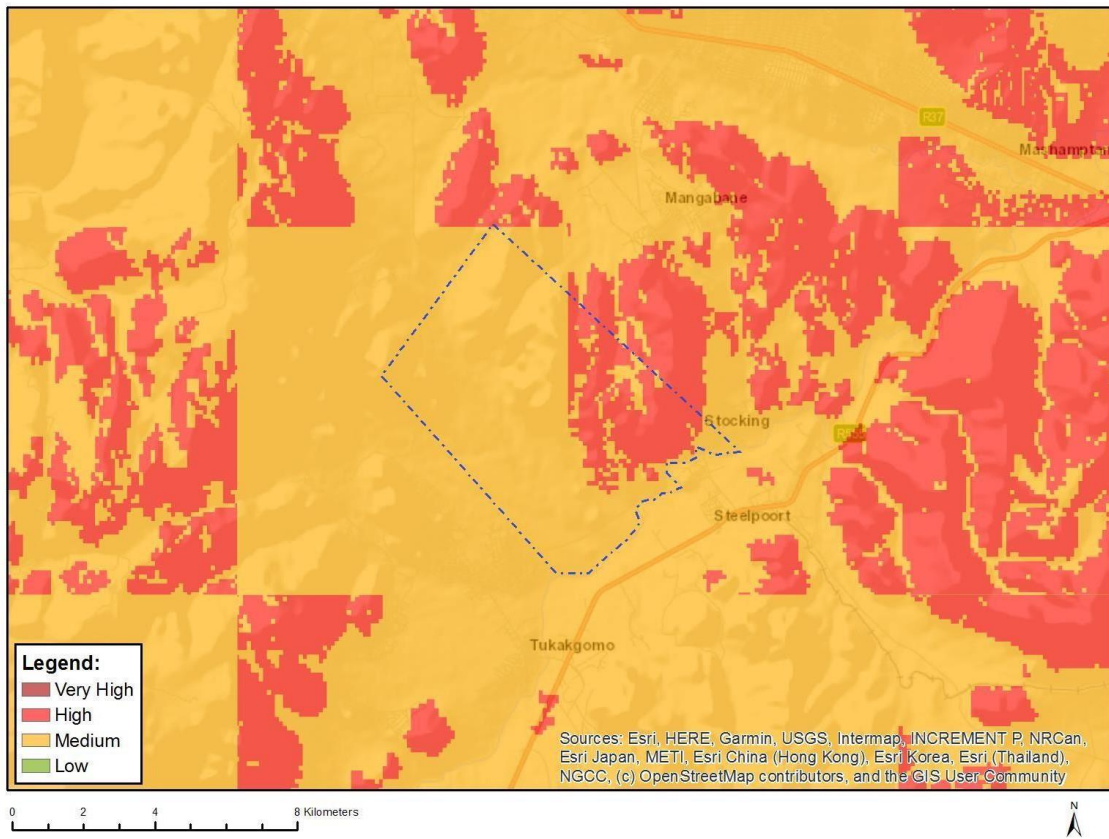 R37
Mashamptan
Mangabane
Stocking
Steelpoort
Tukakgomo
Legend:
Very High
High
Medium
Low
Sources: Esri, HERE, Garmin, USGS, Intermap, INCREMENT P, NRCan,
Esri Japan, METI, Esri China (Hong Kong), Esri Korea, Esri (Thailand),
NGCC, (c) OpenStreetMap contributors, and the GIS User Community
0 2 4 8 Kilometers
N